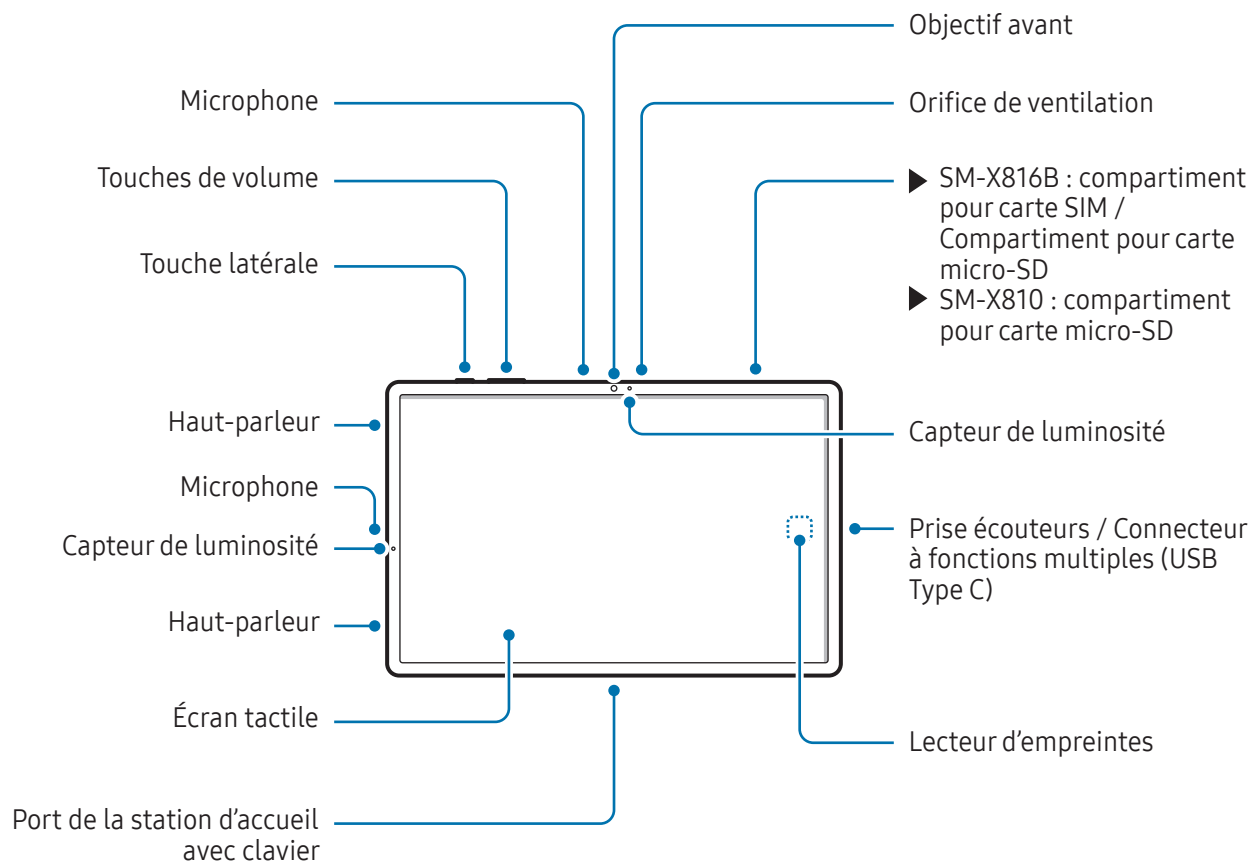 Objectif avant
Microphone
Orifice de ventilation
Touches de volume
▶ SM-X816B : compartiment
pour carte SIM /
Compartiment pour carte
micro-SD
▶ SM-X810 : compartiment
pour carte micro-SD
Touche latérale
Haut-parleur
Capteur de luminosité
Microphone
Capteur de luminosité
Prise écouteurs / Connecteur
à fonctions multiples (USB
Type C)
Haut-parleur
Écran tactile
Lecteur d’empreintes
Port de la station d’accueil
avec clavier